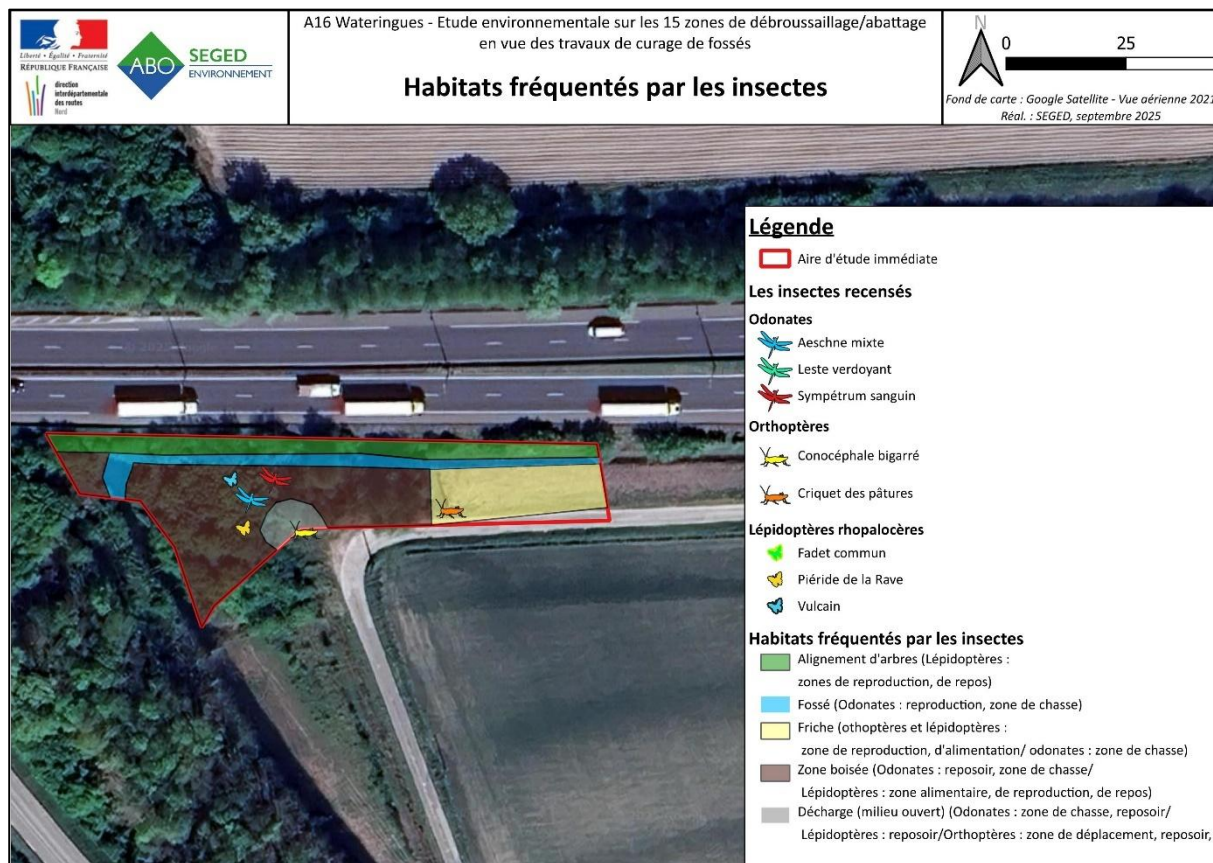 Liberté • Égalité • Fraternité
RÉPUBLIQUE FRANÇAISE
direction
interdépartementale
des routes
Nord
ABO
SEGED
ENVIRONNEMENT
A16 Wateringues - Etude environnementale sur les 15 zones de débroussaillage/abattage
en vue des travaux de curage de fossés
Habitats fréquentés par les insectes
N
0 25
Fond de carte : Google Satellite - Vue aérienne 2021
Réal. : SEGED, septembre 2025
Légende
Aire d'étude immédiate
Les insectes recensés
Odonates
Aeschne mixte
Leste verdoyant
Sympétrum sanguin
Orthoptères
Conocéphale bigarré
Criquet des pâtures
Lépidoptères rhopalocères
Fadet commun
Piéride de la Rave
Vulcain
Habitats fréquentés par les insectes
Alignement d'arbres (Lépidoptères :
zones de reproduction, de repos)
Fossé (Odonates : reproduction, zone de chasse)
Friche (othoptères et lépidoptères :
zone de reproduction, d'alimentation/ odonates : zone de chasse)
Zone boisée (Odonates : reposoir, zone de chasse/
Lépidoptères : zone alimentaire, de reproduction, de repos)
Décharge (milieu ouvert) (Odonates : zone de chasse, reposoir/
Lépidoptères : reposoir/Orthoptères : zone de déplacement, reposoir,